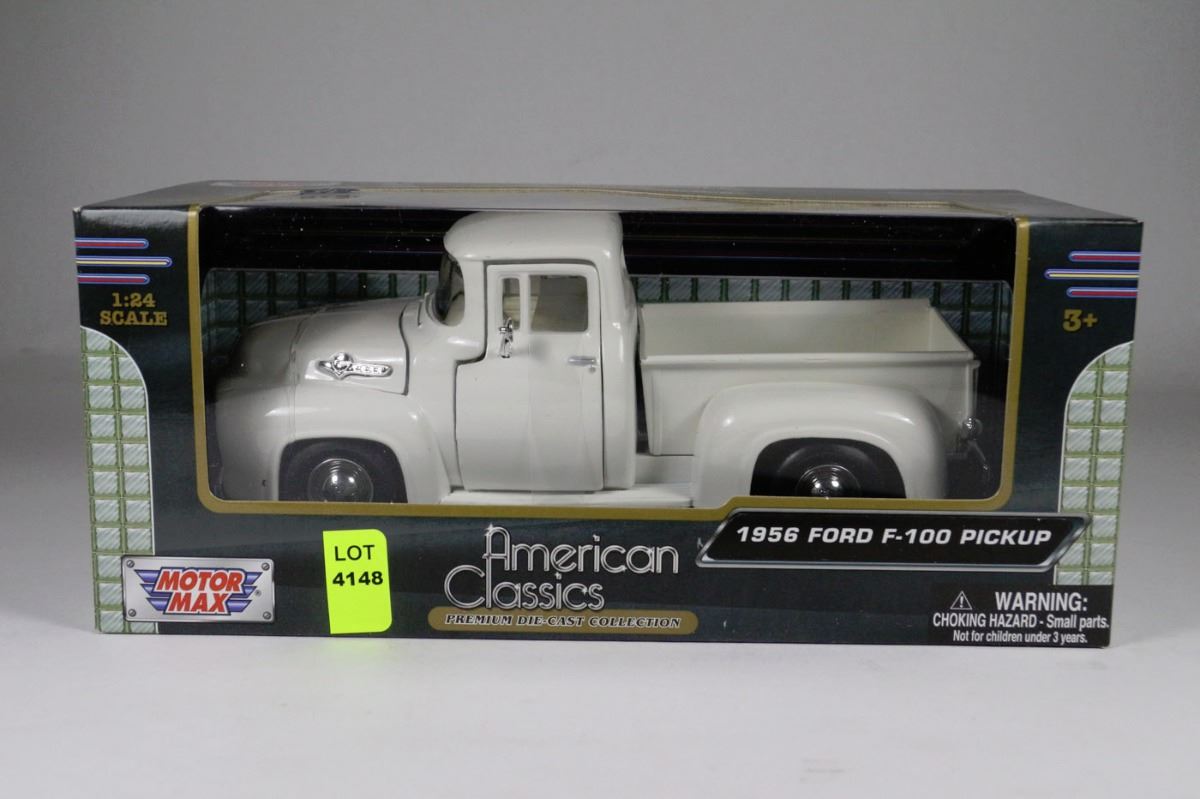 1:24
SCALE
3+
1956 FORD F-100 PICKUP
American
Classics
PREMIUM DIE-CAST COLLECTION
MOTOR
MAX
®
LOT
4148
WARNING:
CHOKING HAZARD - Small parts.
Not for children under 3 years.